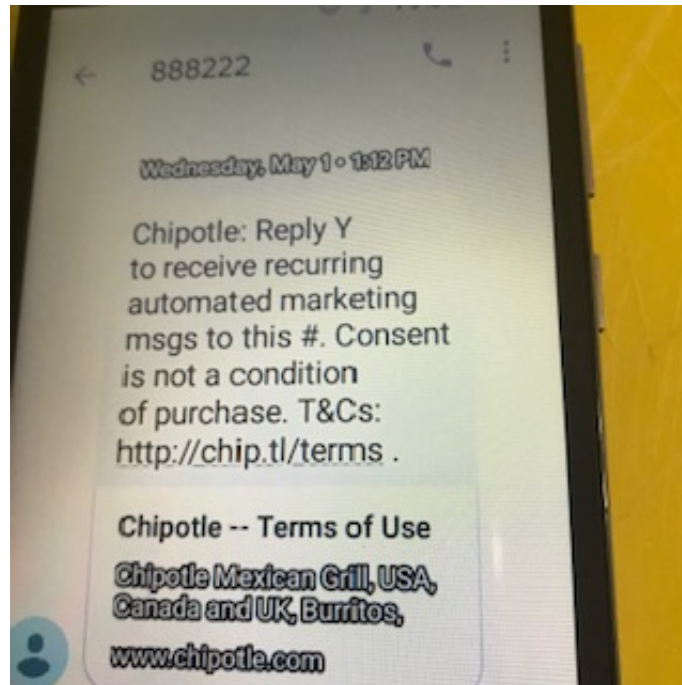 888222
Wednesday, May 1 • 1:12 PM
Chipotle: Reply Y
to receive recurring
automated marketing
msgs to this #. Consent
is not a condition
of purchase. T&Cs:
http://chip.tl/terms .
Chipotle -- Terms of Use
Chipotle Mexican Grill, USA,
Canada and UK, Burritos,
www.chipotle.com